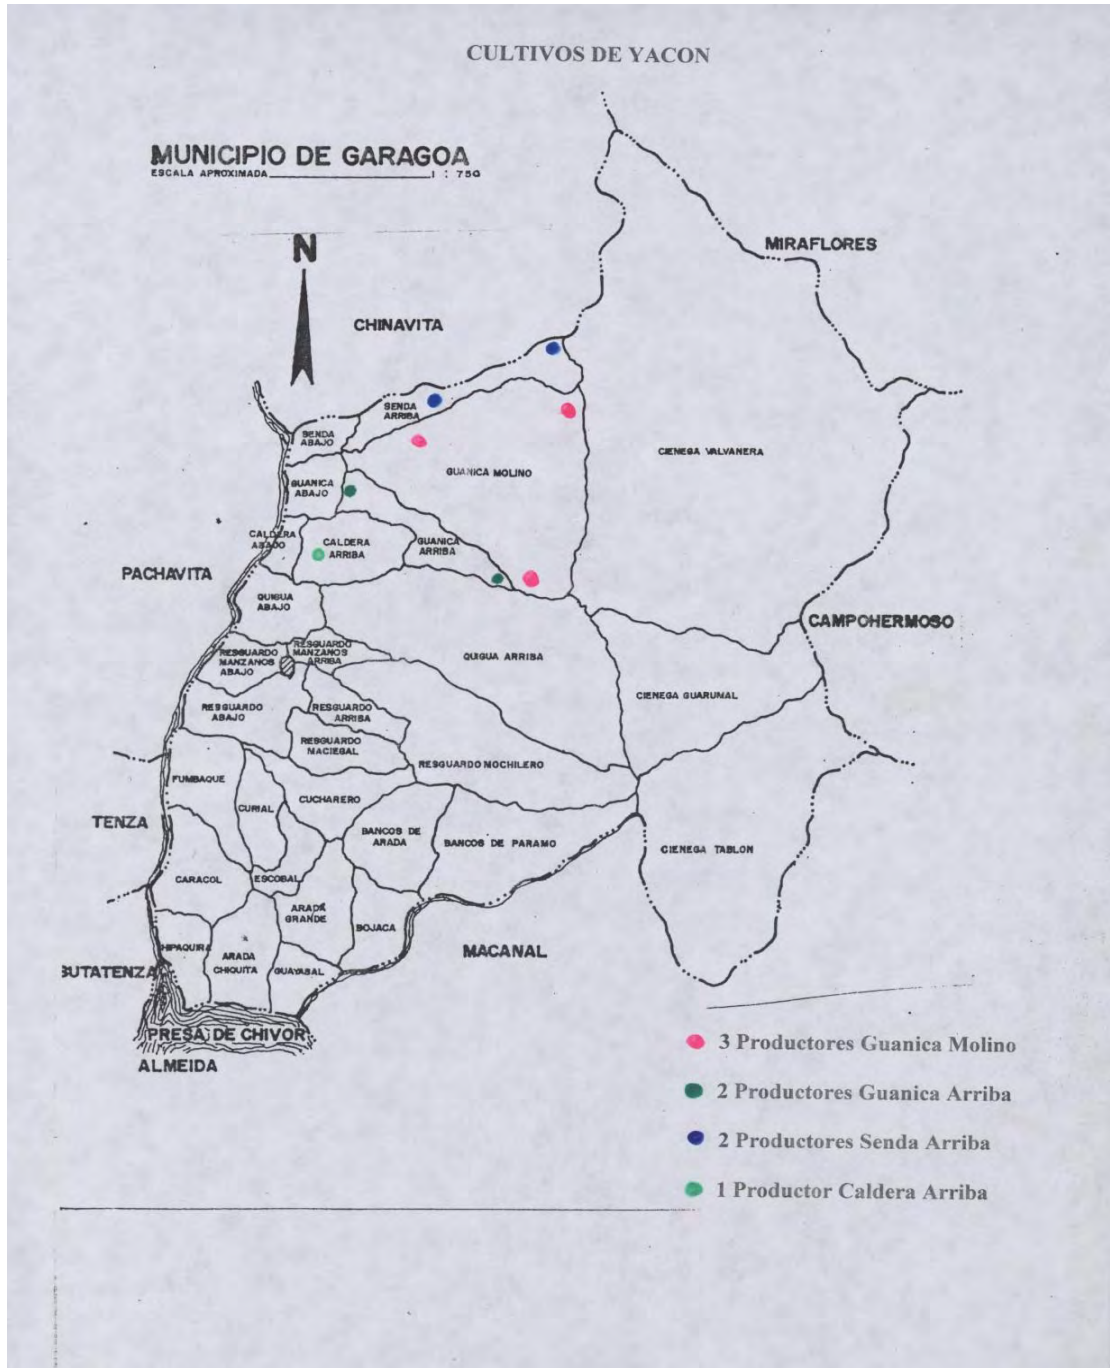 CULTIVOS DE YACON
MUNICIPIO DE GARAGOA
ESCALA APROXIMADA 1 : 750
MIRAFLORES
N
CHINAVITA
SENDA
ARRIBA
SENDA
ABAJO
CIENEGA VALVANERA
GUANICA MOLINO
GUANICA
ABAJO
CALDERA
ABAJO
CALDERA
ARRIBA
GUANICA
ARRIBA
PACHAVITA
QUIGUA
ABAJO
CAMPOHERMOSO
RESGUARDO
MANZANOS
ABAJO
RESGUARDO
MANZANOS
ARRIBA
QUIGUA ARRIBA
CIENEGA GUARUMAL
RESGUARDO
ABAJO
RESGUARDO
ARRIBA
RESGUARDO
MACIEGAL
RESGUARDO MOCHILERO
FUMBAQUE
CURIAL
CUCHARERO
TENZA
BANCOS DE
ARADA
BANCOS DE PARAMO
CIENEGA TABLON
CARACOL
ESCOBAL
ARADA
GRANDE
BOJACA
HIPAQUIRA
ARADA
CHIQUITA
GUAYABAL
MACANAL
SUTATENZA
PRESA DE CHIVOR
ALMEIDA
3 Productores Guanica Molino
2 Productores Guanica Arriba
2 Productores Senda Arriba
1 Productor Caldera Arriba